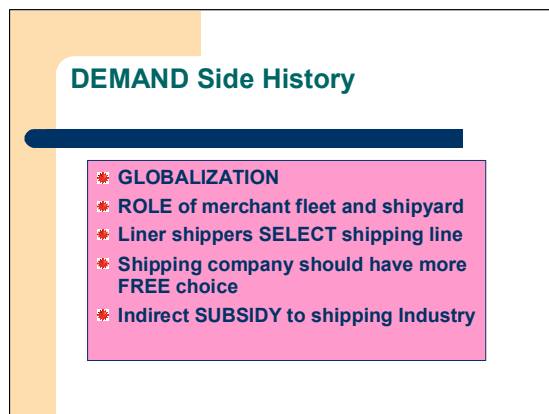 DEMAND Side History
GLOBALIZATION
ROLE of merchant fleet and shipyard
Liner shippers SELECT shipping line
Shipping company should have more
FREE choice
Indirect SUBSIDY to shipping Industry